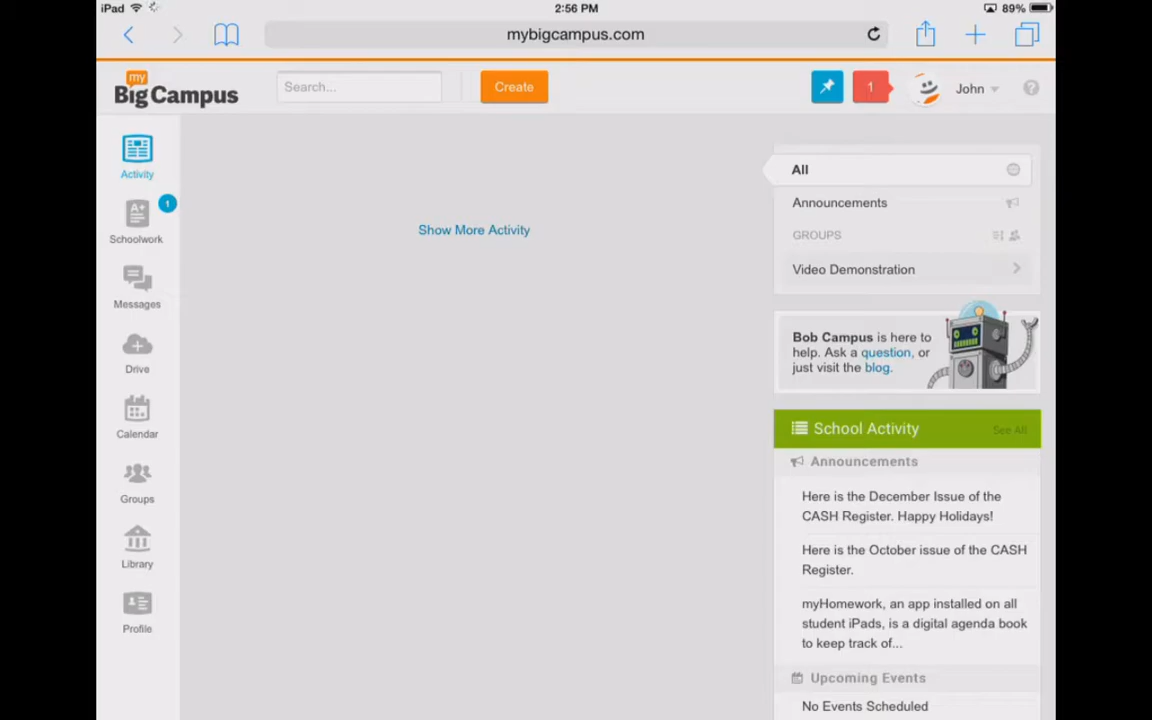 iPad
2:56 PM
89%
mybigcampus.com
my
Big Campus
Search...
Create
1
John
?
Activity
A+
1
Schoolwork
Messages
Drive
Calendar
Groups
Library
Profile
Show More Activity
All
Announcements
GROUPS
Video Demonstration
Bob Campus is here to
help. Ask a question, or
just visit the blog.
School Activity
See All
Announcements
Here is the December Issue of the
CASH Register. Happy Holidays!
Here is the October issue of the CASH
Register.
myHomework, an app installed on all
student iPads, is a digital agenda book
to keep track of...
Upcoming Events
No Events Scheduled